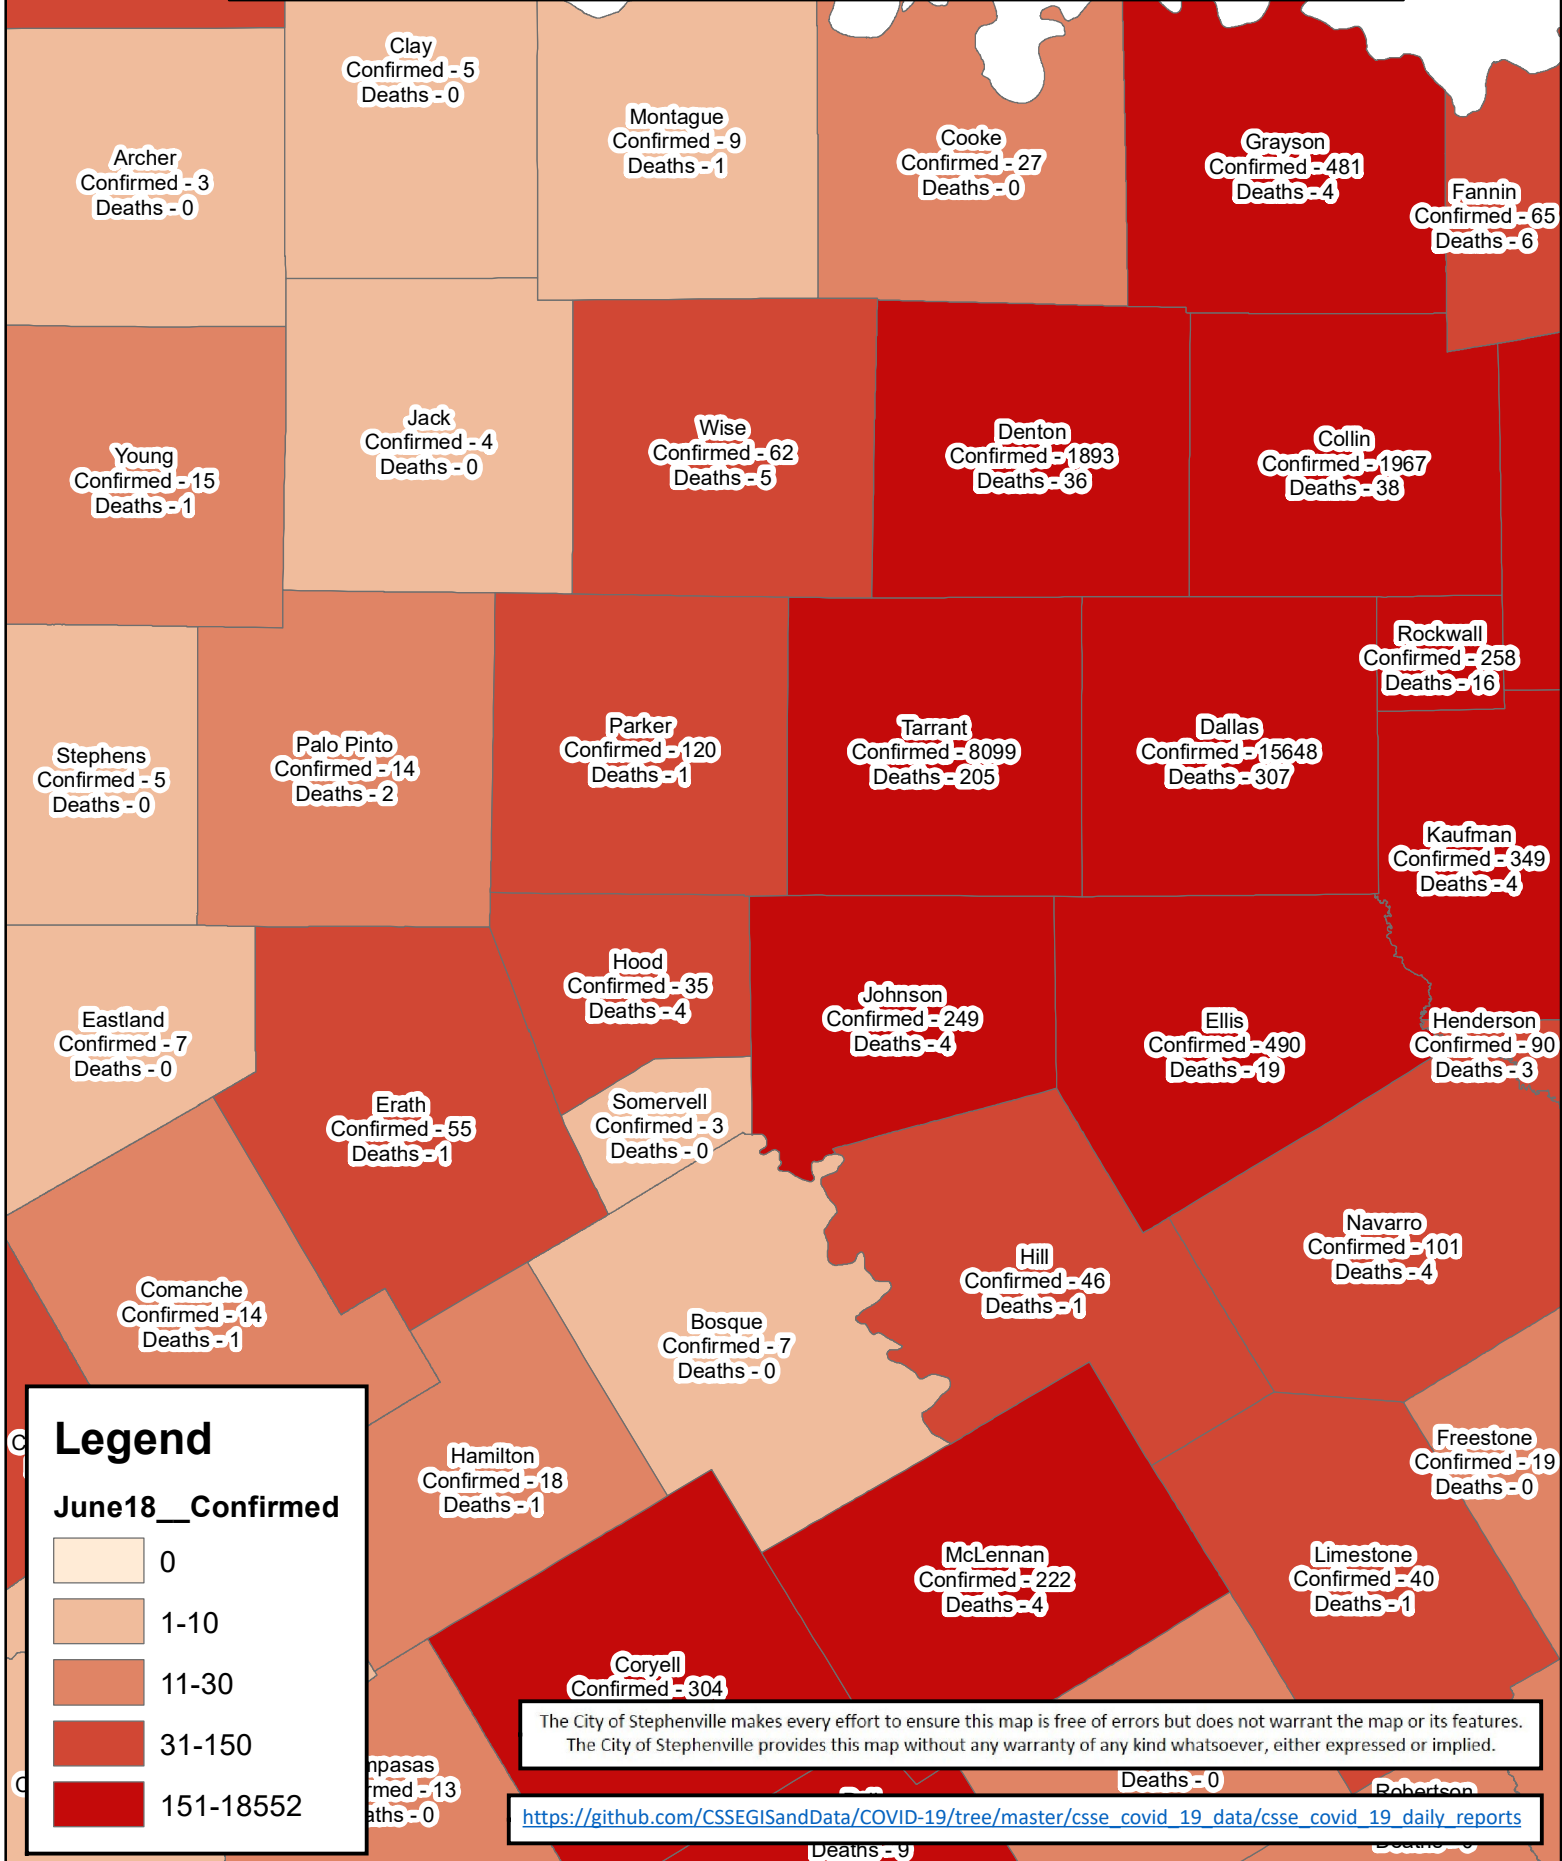 Clay
Confirmed - 5
Deaths - 0
Montague
Confirmed - 9
Deaths - 1
Cooke
Confirmed - 27
Deaths - 0
Grayson
Confirmed - 481
Deaths - 4
Archer
Confirmed - 3
Deaths - 0
Fannin
Confirmed - 65
Deaths - 6
Young
Confirmed - 15
Deaths - 1
Jack
Confirmed - 4
Deaths - 0
Wise
Confirmed - 62
Deaths - 5
Denton
Confirmed - 1893
Deaths - 36
Collin
Confirmed - 1967
Deaths - 38
Rockwall
Confirmed - 258
Deaths - 16
Stephens
Confirmed - 5
Deaths - 0
Palo Pinto
Confirmed - 14
Deaths - 2
Parker
Confirmed - 120
Deaths - 1
Tarrant
Confirmed - 8099
Deaths - 205
Dallas
Confirmed - 15648
Deaths - 307
Kaufman
Confirmed - 349
Deaths - 4
Eastland
Confirmed - 7
Deaths - 0
Hood
Confirmed - 35
Deaths - 4
Johnson
Confirmed - 249
Deaths - 4
Ellis
Confirmed - 490
Deaths - 19
Henderson
Confirmed - 90
Deaths - 3
Erath
Confirmed - 55
Deaths - 1
Somervell
Confirmed - 3
Deaths - 0
Comanche
Confirmed - 14
Deaths - 1
Bosque
Confirmed - 7
Deaths - 0
Hill
Confirmed - 46
Deaths - 1
Navarro
Confirmed - 101
Deaths - 4
Hamilton
Confirmed - 18
Deaths - 1
Freestone
Confirmed - 19
Deaths - 0
McLennan
Confirmed - 222
Deaths - 4
Limestone
Confirmed - 40
Deaths - 1
Coryell
Confirmed - 304
mpasas
rmed - 13
aths - 0
Deaths - 0
Robertson
Deaths - 9
Legend
June18__Confirmed
0
1-10
11-30
31-150
151-18552
The City of Stephenville makes every effort to ensure this map is free of errors but does not warrant the map or its features.
The City of Stephenville provides this map without any warranty of any kind whatsoever, either expressed or implied.
https://github.com/CSSEGISandData/COVID-19/tree/master/csse_covid_19_data/csse_covid_19_daily_reports